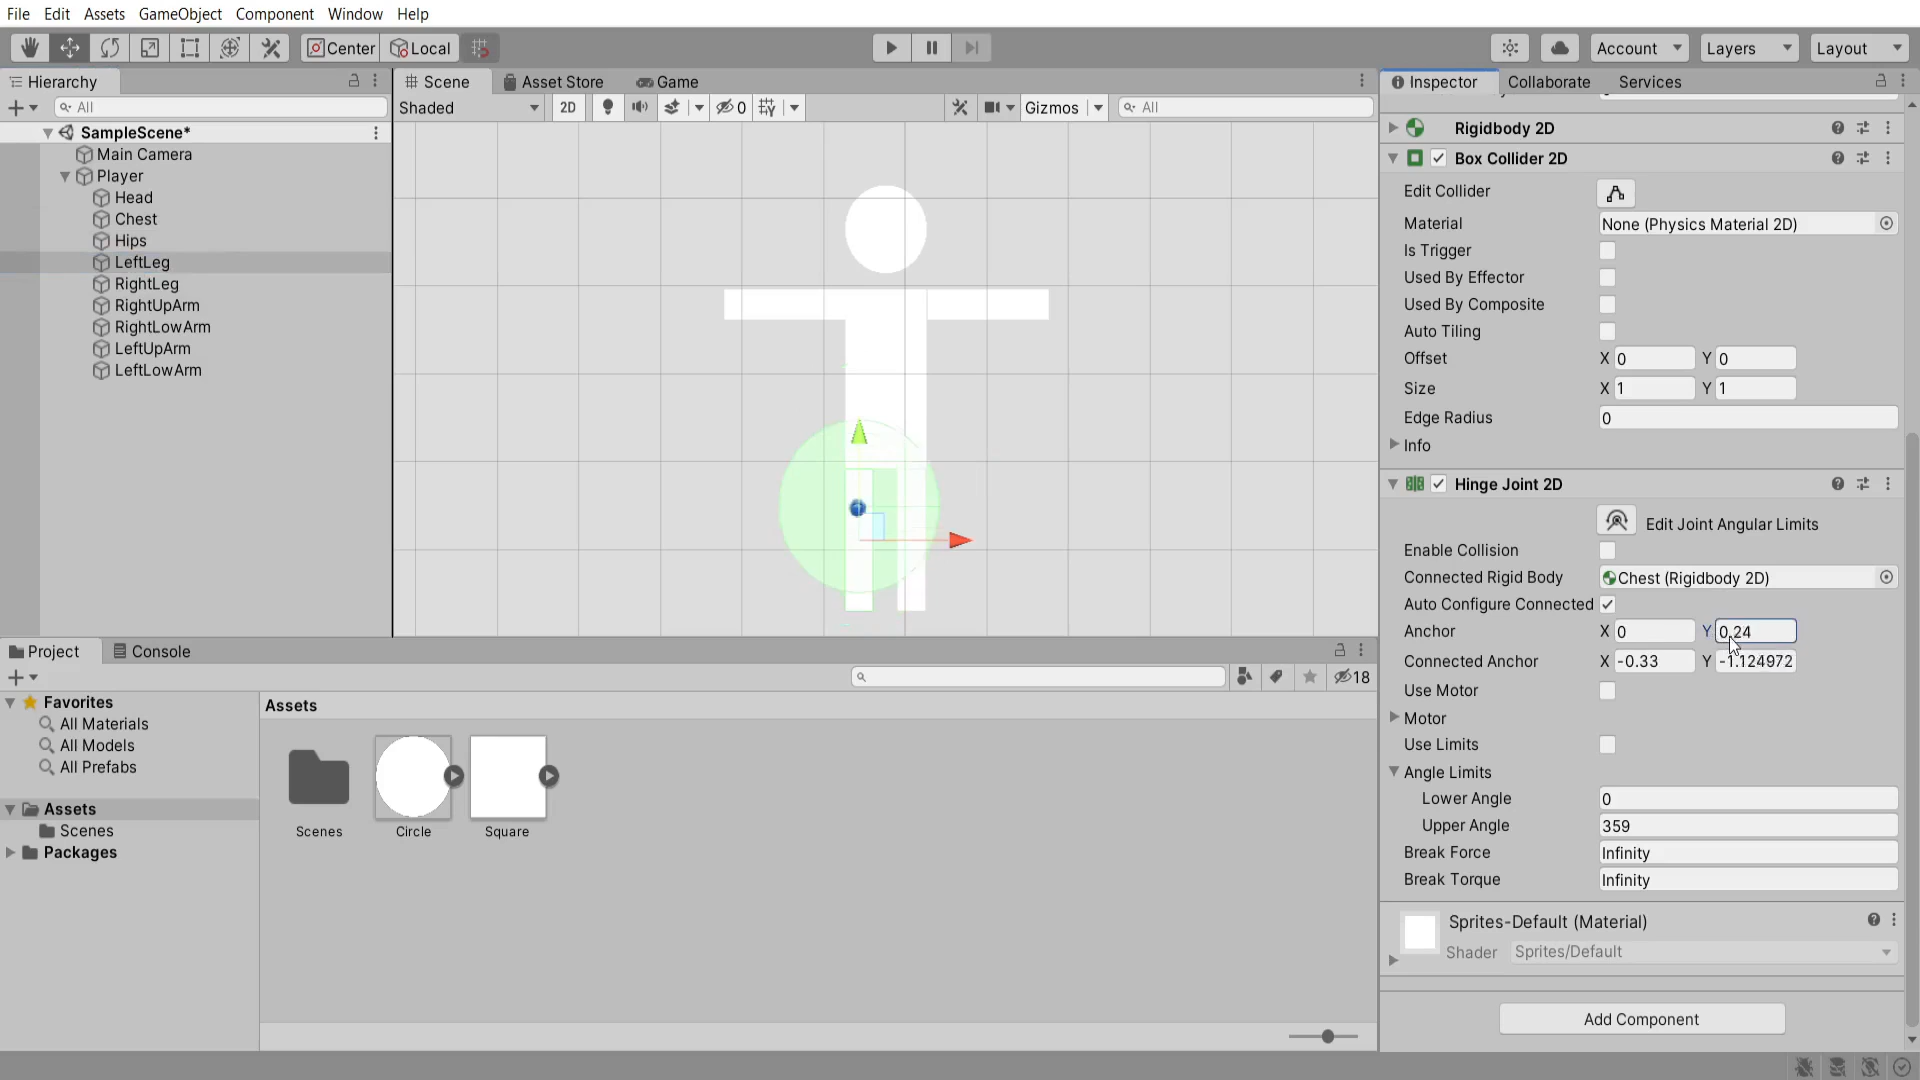 File Edit Assets GameObject Component Window Help
Center Local Account Layers Layout
Hierarchy
All
SampleScene*
Main Camera
Player
Head
Chest
Hips
LeftLeg
RightLeg
RightUpArm
RightLowArm
LeftUpArm
LeftLowArm
Scene Asset Store Game
Shaded 2D 0 Gizmos All
Inspector Collaborate Services
Rigidbody 2D
Box Collider 2D
Edit Collider
Material None (Physics Material 2D)
Is Trigger
Used By Effector
Used By Composite
Auto Tiling
Offset X 0 Y 0
Size X 1 Y 1
Edge Radius 0
Info
Hinge Joint 2D
Edit Joint Angular Limits
Enable Collision
Connected Rigid Body Chest (Rigidbody 2D)
Auto Configure Connected
Anchor X 0 Y 0.24
Connected Anchor X -0.33 Y -1.124972
Use Motor
Motor
Use Limits
Angle Limits
Lower Angle 0
Upper Angle 359
Break Force Infinity
Break Torque Infinity
Sprites-Default (Material)
Shader Sprites/Default
Add Component
Project Console
18
Favorites
All Materials
All Models
All Prefabs
Assets
Scenes
Packages
Assets
Scenes Circle Square